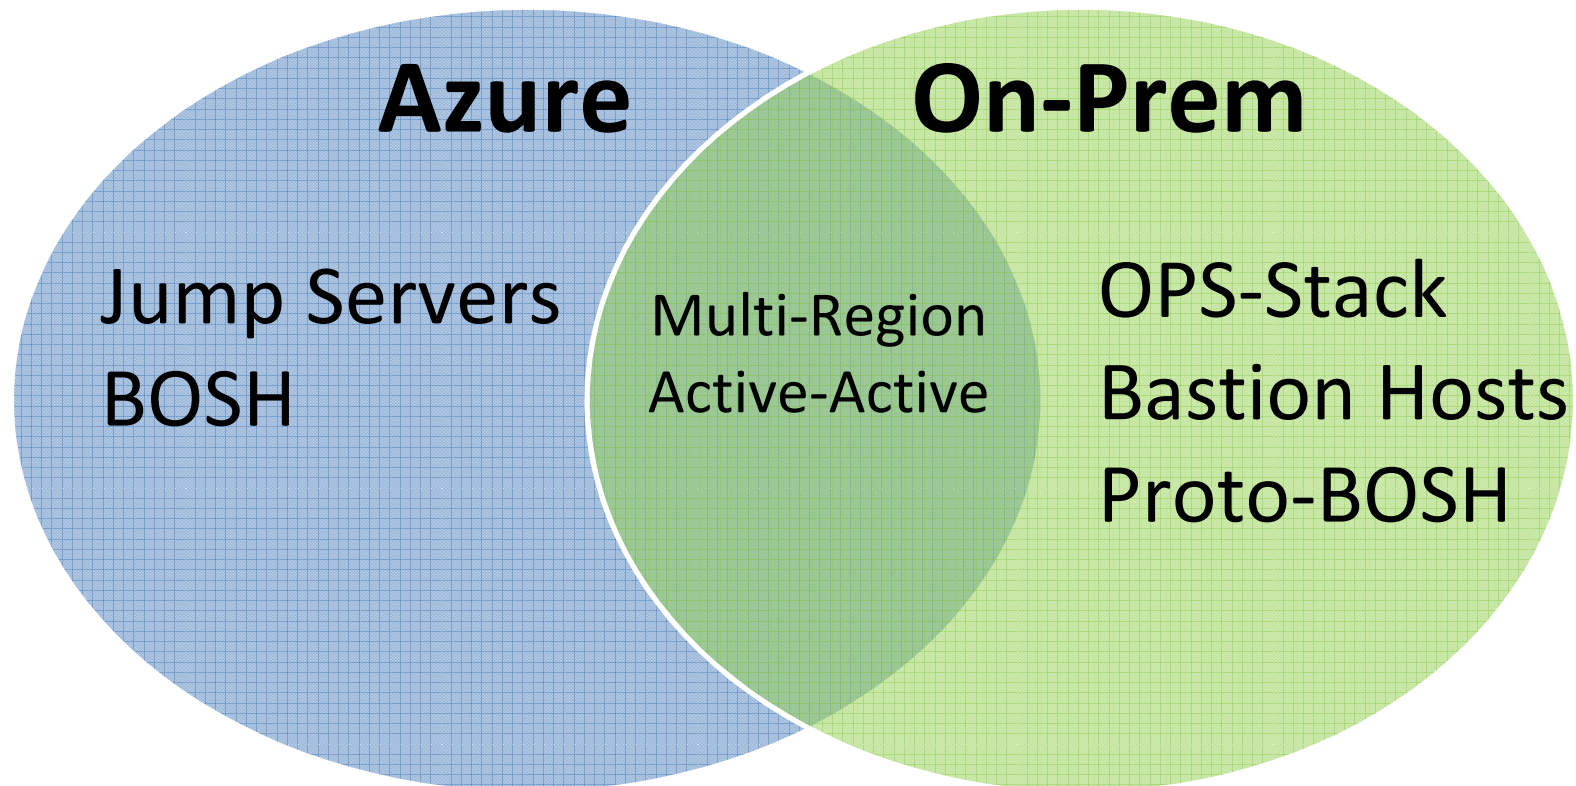 Azure
On-Prem
Jump Servers
BOSH
Multi-Region
Active-Active
OPS-Stack
Bastion Hosts
Proto-BOSH